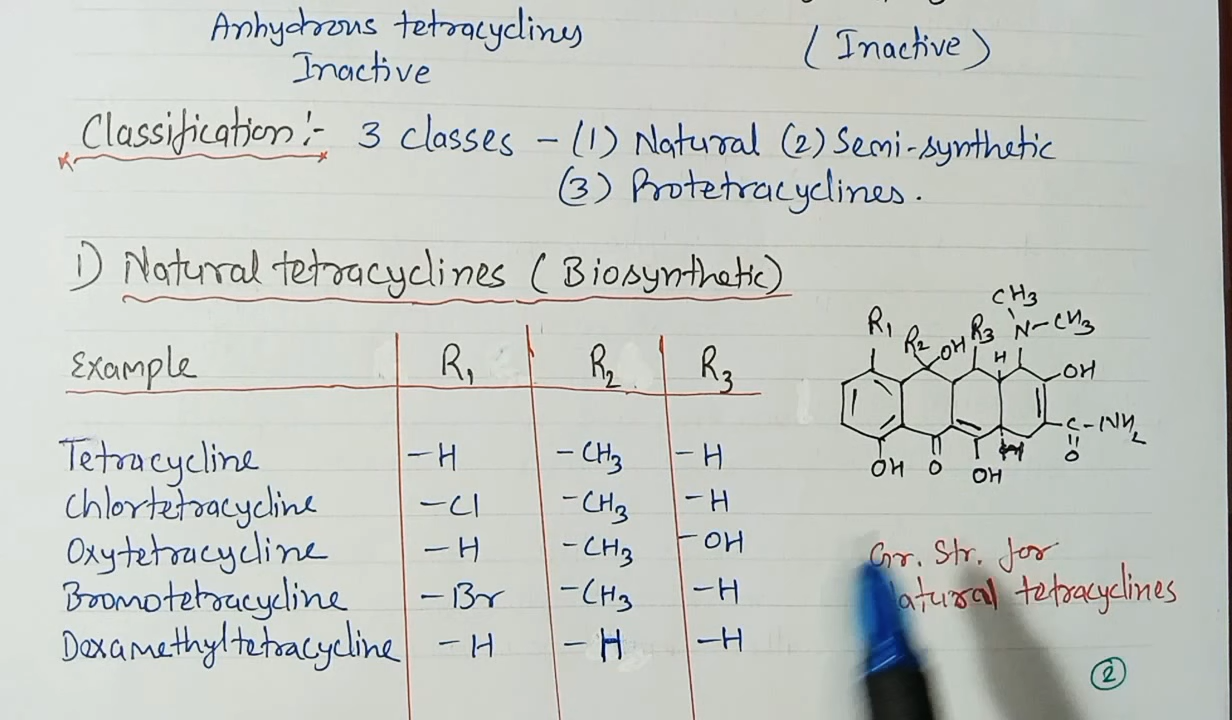 Anhydrous tetracyclines
Inactive
(Inactive)
Classification:- 3 classes - (1) Natural (2) Semi-synthetic
(3) Protetracyclines.
1) Natural tetracyclines (Biosynthetic)
Example R1 R2 R3
Tetracycline -H -CH3 -H
Chlortetracycline -Cl -CH3 -H
Oxytetracycline -H -CH3 -OH
Bromotetracycline -Br -CH3 -H
Dexamethyltetracycline -H -H -H
CH3
R1 R2 OH R3 N-CH3
H
OH
C-NH2
OH O OH H O
Gr. Str. for
Natural tetracyclines
2